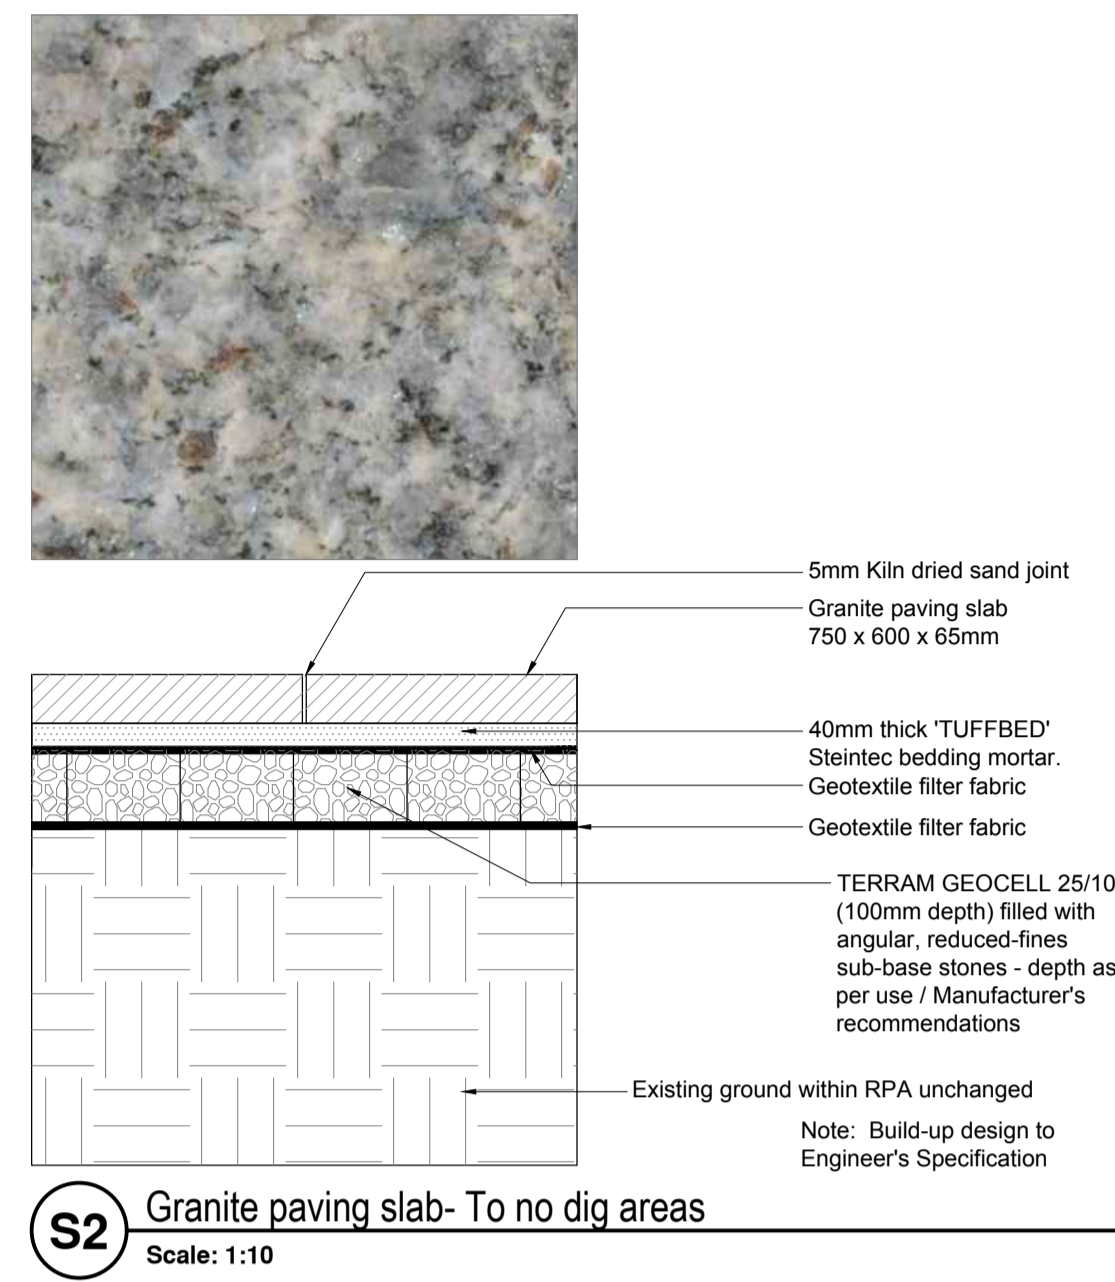 5mm Kiln dried sand joint
Granite paving slab
750 x 600 x 65mm
40mm thick 'TUFFBED'
Steintec bedding mortar.
Geotextile filter fabric
Geotextile filter fabric
TERRAM GEOCELL 25/10
(100mm depth) filled with
angular, reduced-fines
sub-base stones - depth as
per use / Manufacturer's
recommendations
Existing ground within RPA unchanged
Note: Build-up design to
Engineer's Specification
S2
Granite paving slab- To no dig areas
Scale: 1:10